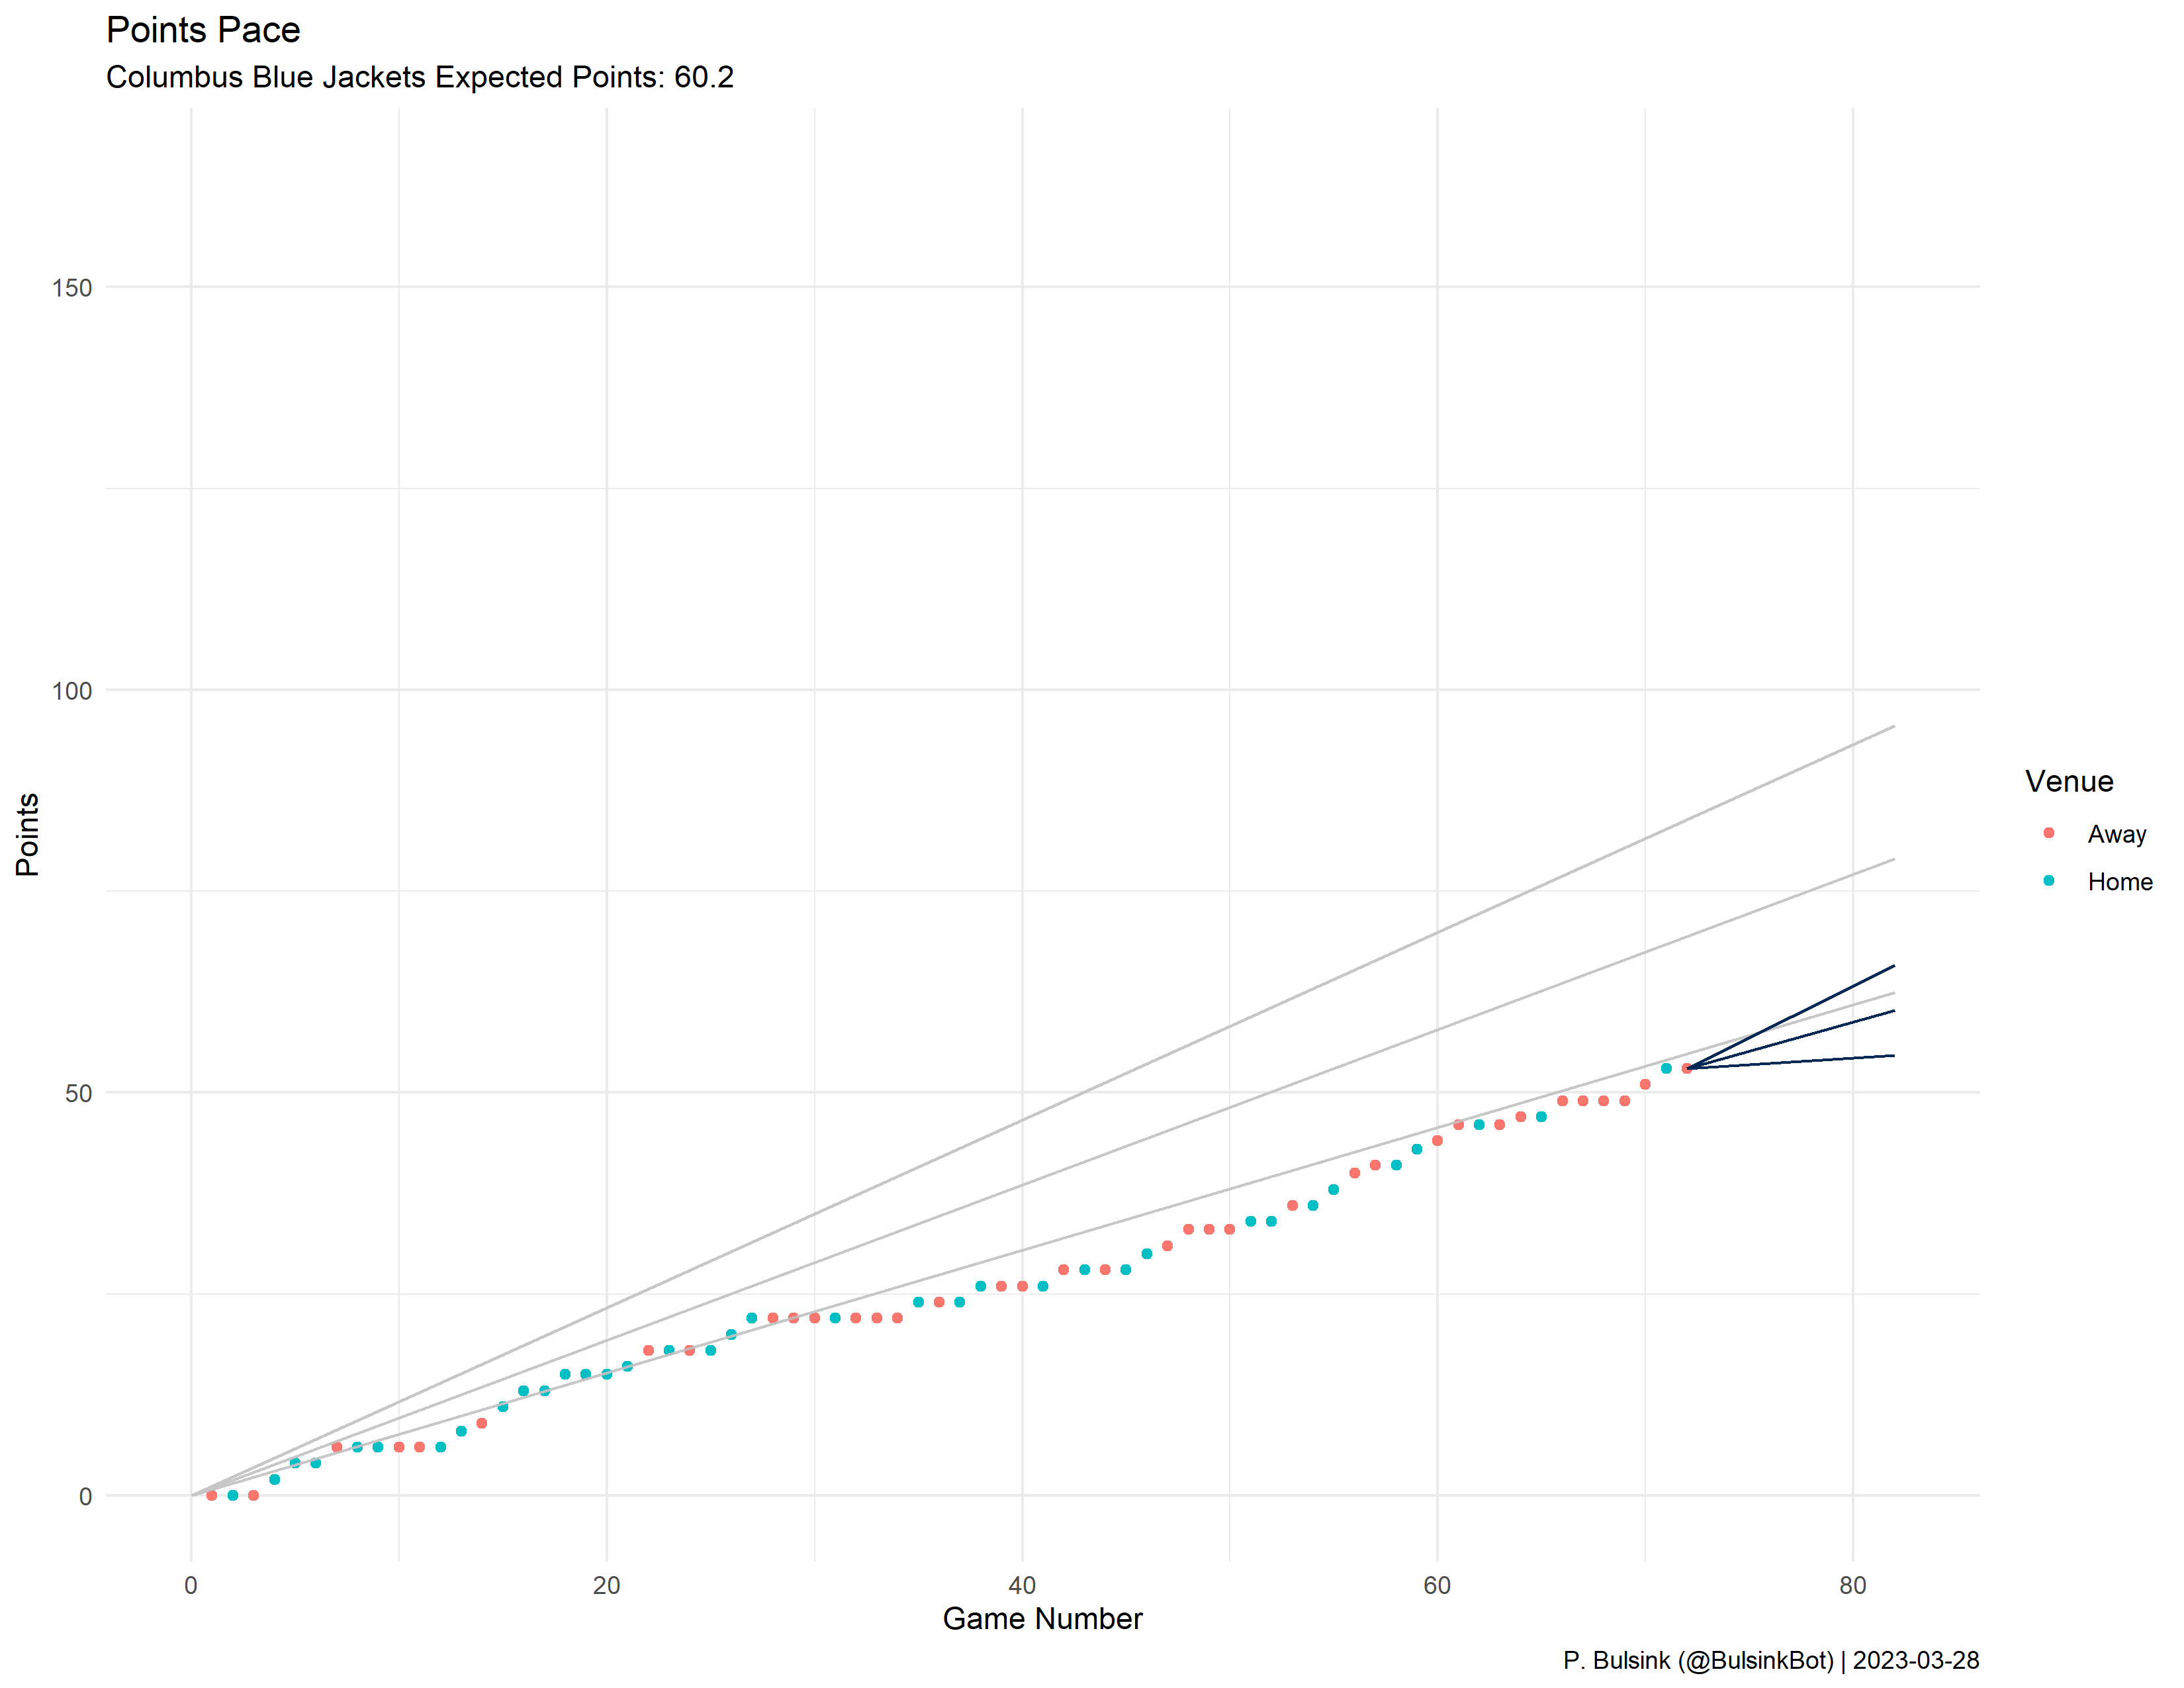 Points Pace
Columbus Blue Jackets Expected Points: 60.2
150
100
50
0
Points
0 20 40 60 80
Game Number
Venue
Away
Home
P. Bulsink (@BulsinkBot) | 2023-03-28